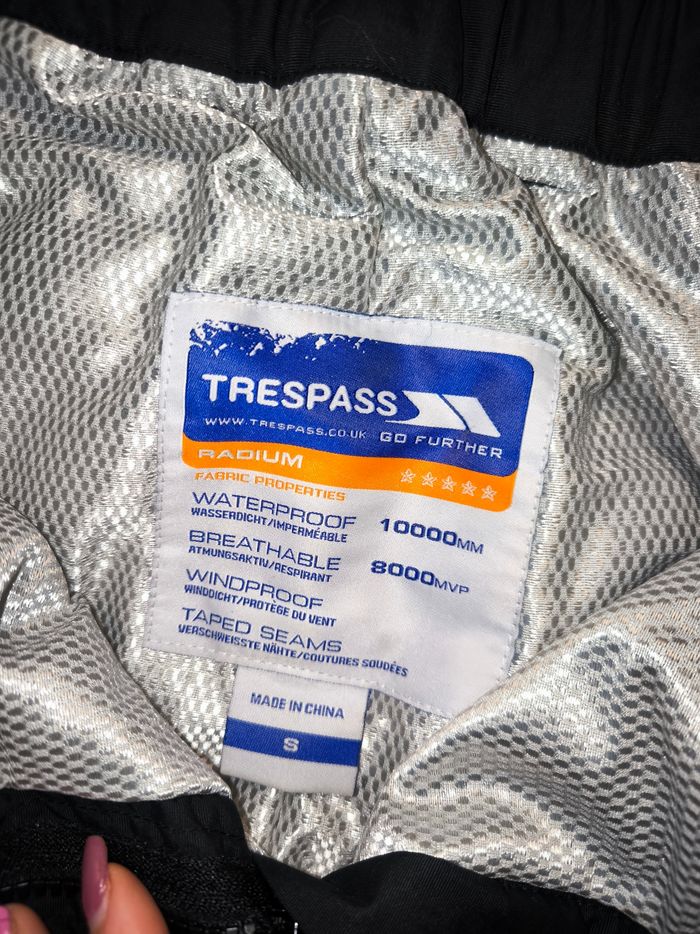 TRESPASS
WWW.TRESPASS.CO.UK GO FURTHER
RADIUM
FABRIC PROPERTIES
WATERPROOF 10000MM
WASSERDICHT/IMPERMÉABLE
BREATHABLE 8000MVP
ATMUNGSAKTIV/RESPIRANT
WINDPROOF
WINDDICHT/PROTÈGE DU VENT
TAPED SEAMS
VERSCHWEISSTE NÄHTE/COUTURES SOUDÉES
MADE IN CHINA
S